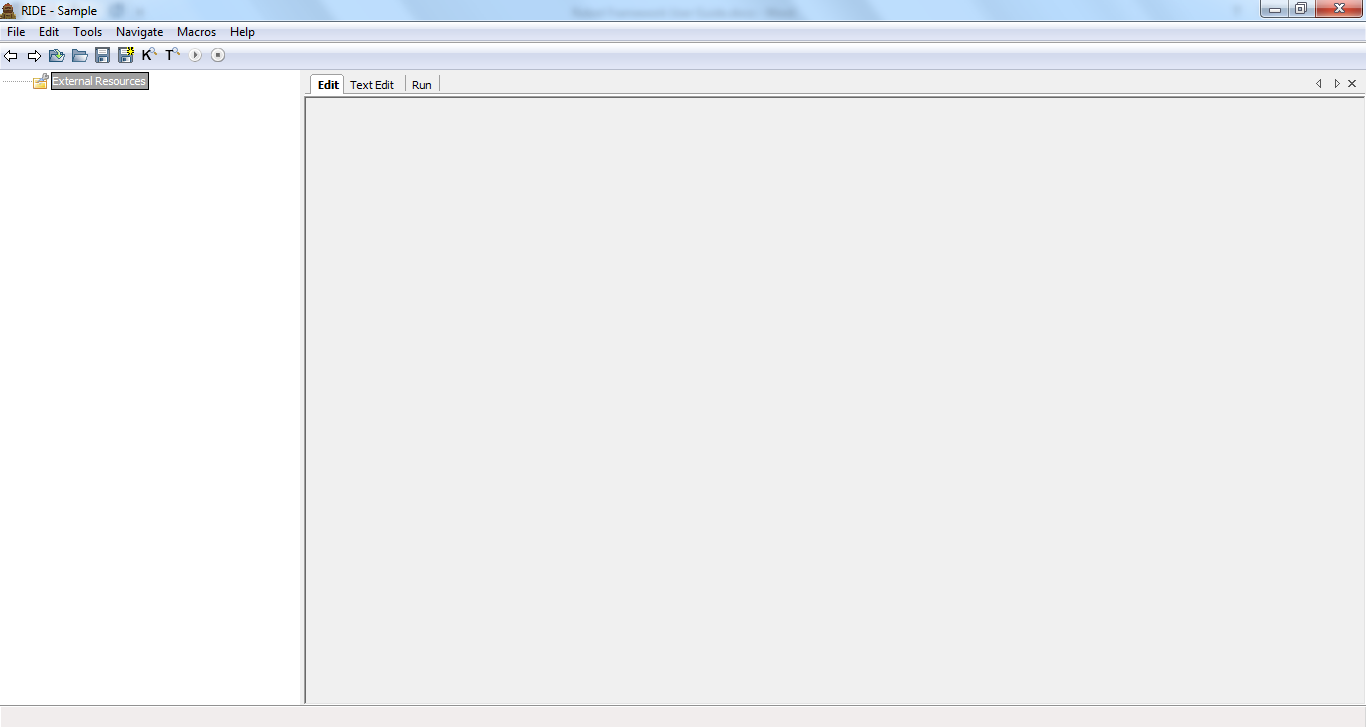 RIDE - Sample
File Edit Tools Navigate Macros Help
K T
External Resources
Edit Text Edit Run